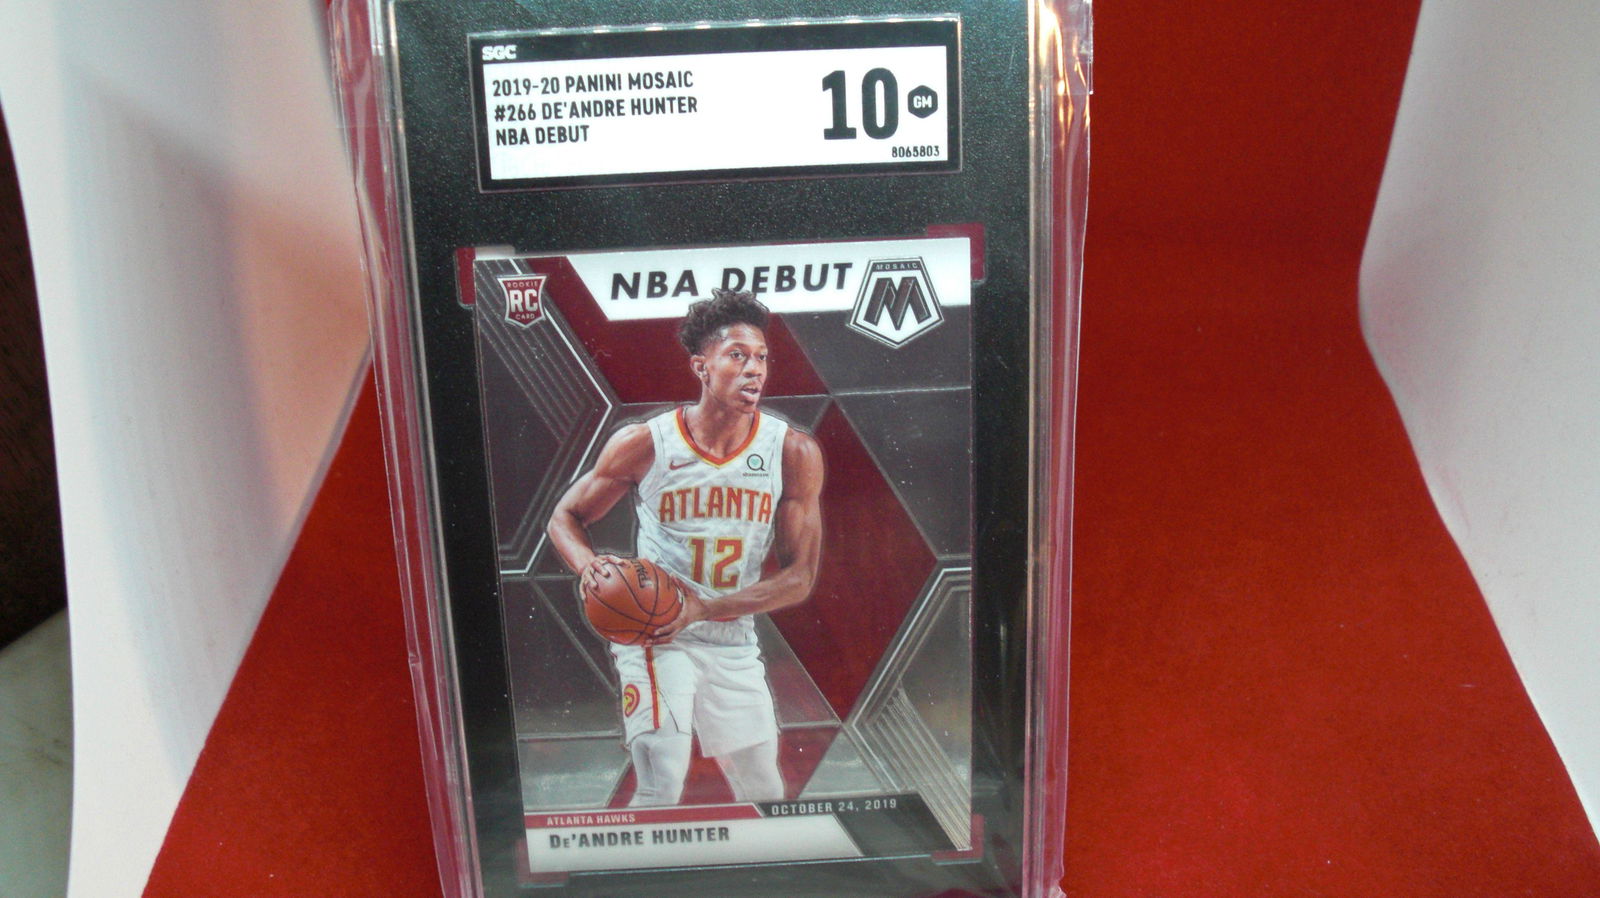 SGC
2019-20 PANINI MOSAIC
#266 DE'ANDRE HUNTER
NBA DEBUT
10
GM
8065803
NBA DEBUT
MOSAIC
M
ROOKIE
RC
CARD
ATLANTA
12
SPALDING
OCTOBER 24, 2019
ATLANTA HAWKS
DE'ANDRE HUNTER